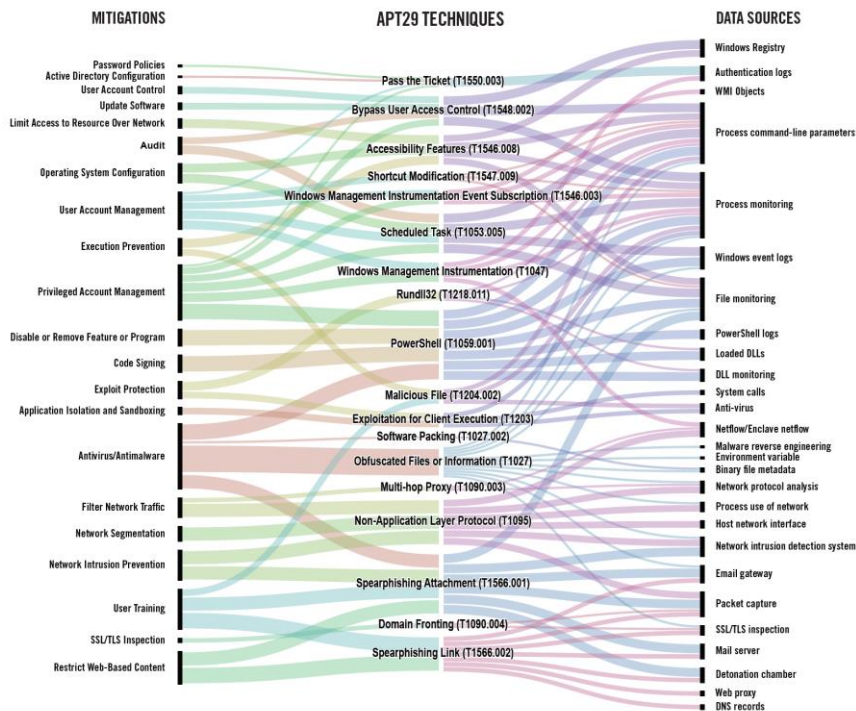 MITIGATIONS
APT29 TECHNIQUES
DATA SOURCES
Password Policies
Active Directory Configuration
User Account Control
Update Software
Limit Access to Resource Over Network
Audit
Operating System Configuration
User Account Management
Execution Prevention
Privileged Account Management
Disable or Remove Feature or Program
Code Signing
Exploit Protection
Application Isolation and Sandboxing
Antivirus/Antimalware
Filter Network Traffic
Network Segmentation
Network Intrusion Prevention
User Training
SSL/TLS Inspection
Restrict Web-Based Content
Pass the Ticket (T1550.003)
Bypass User Access Control (T1548.002)
Accessibility Features (T1546.008)
Shortcut Modification (T1547.009)
Windows Management Instrumentation Event Subscription (T1546.003)
Scheduled Task (T1053.005)
Windows Management Instrumentation (T1047)
Rundll32 (T1218.011)
PowerShell (T1059.001)
Malicious File (T1204.002)
Exploitation for Client Execution (T1203)
Software Packing (T1027.002)
Obfuscated Files or Information (T1027)
Multi-hop Proxy (T1090.003)
Non-Application Layer Protocol (T1095)
Spearphishing Attachment (T1566.001)
Domain Fronting (T1090.004)
Spearphishing Link (T1566.002)
Windows Registry
Authentication logs
WMI Objects
Process command-line parameters
Process monitoring
Windows event logs
File monitoring
PowerShell logs
Loaded DLLs
DLL monitoring
System calls
Anti-virus
Netflow/Enclave netflow
Malware reverse engineering
Environment variable
Binary file metadata
Network protocol analysis
Process use of network
Host network interface
Network intrusion detection system
Email gateway
Packet capture
SSL/TLS inspection
Mail server
Detonation chamber
Web proxy
DNS records